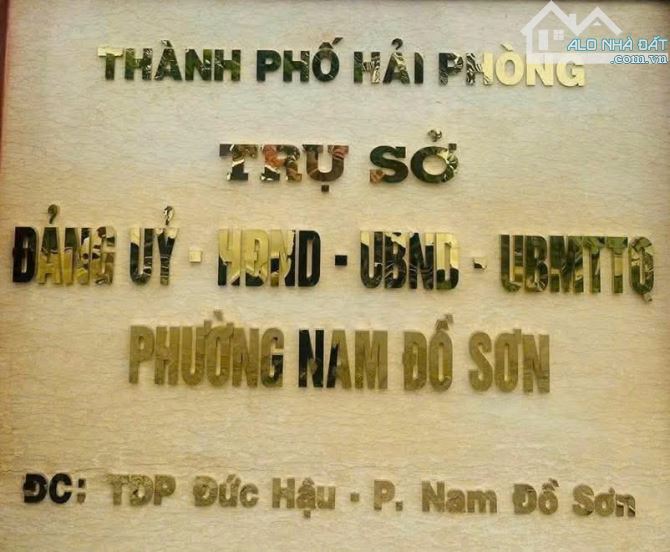 ALO NHÀ ĐẤT
.com.vn
THÀNH PHỐ HẢI PHÒNG
TRỤ SỞ
ĐẢNG UỶ - HĐND - UBND - UBMTTQ
PHƯỜNG NAM ĐỒ SƠN
ĐC: TDP Đức Hậu - P. Nam Đồ Sơn